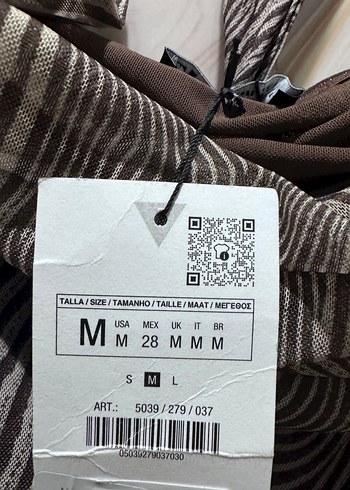 TALLA / SIZE / TAMANHO / TAILLE / MAAT / ΜΕΓΕΘΟΣ
M USA M MEX 28 UK M IT M BR M
S M L
ART.: 5039 / 279 / 037
05039279037030